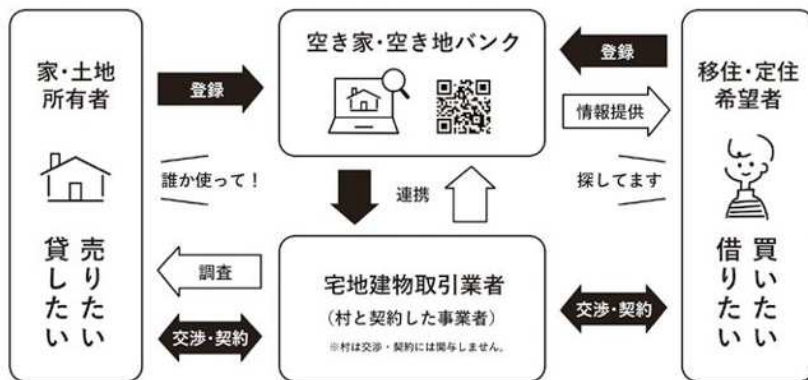 家・土地
所有者
売りたい
貸したい
登録
誰か使って！
調査
交渉・契約
空き家・空き地バンク
連携
宅地建物取引業者
（村と契約した事業者）
※村は交渉・契約には関与しません。
登録
情報提供
探してます
交渉・契約
移住・定住
希望者
買いたい
借りたい